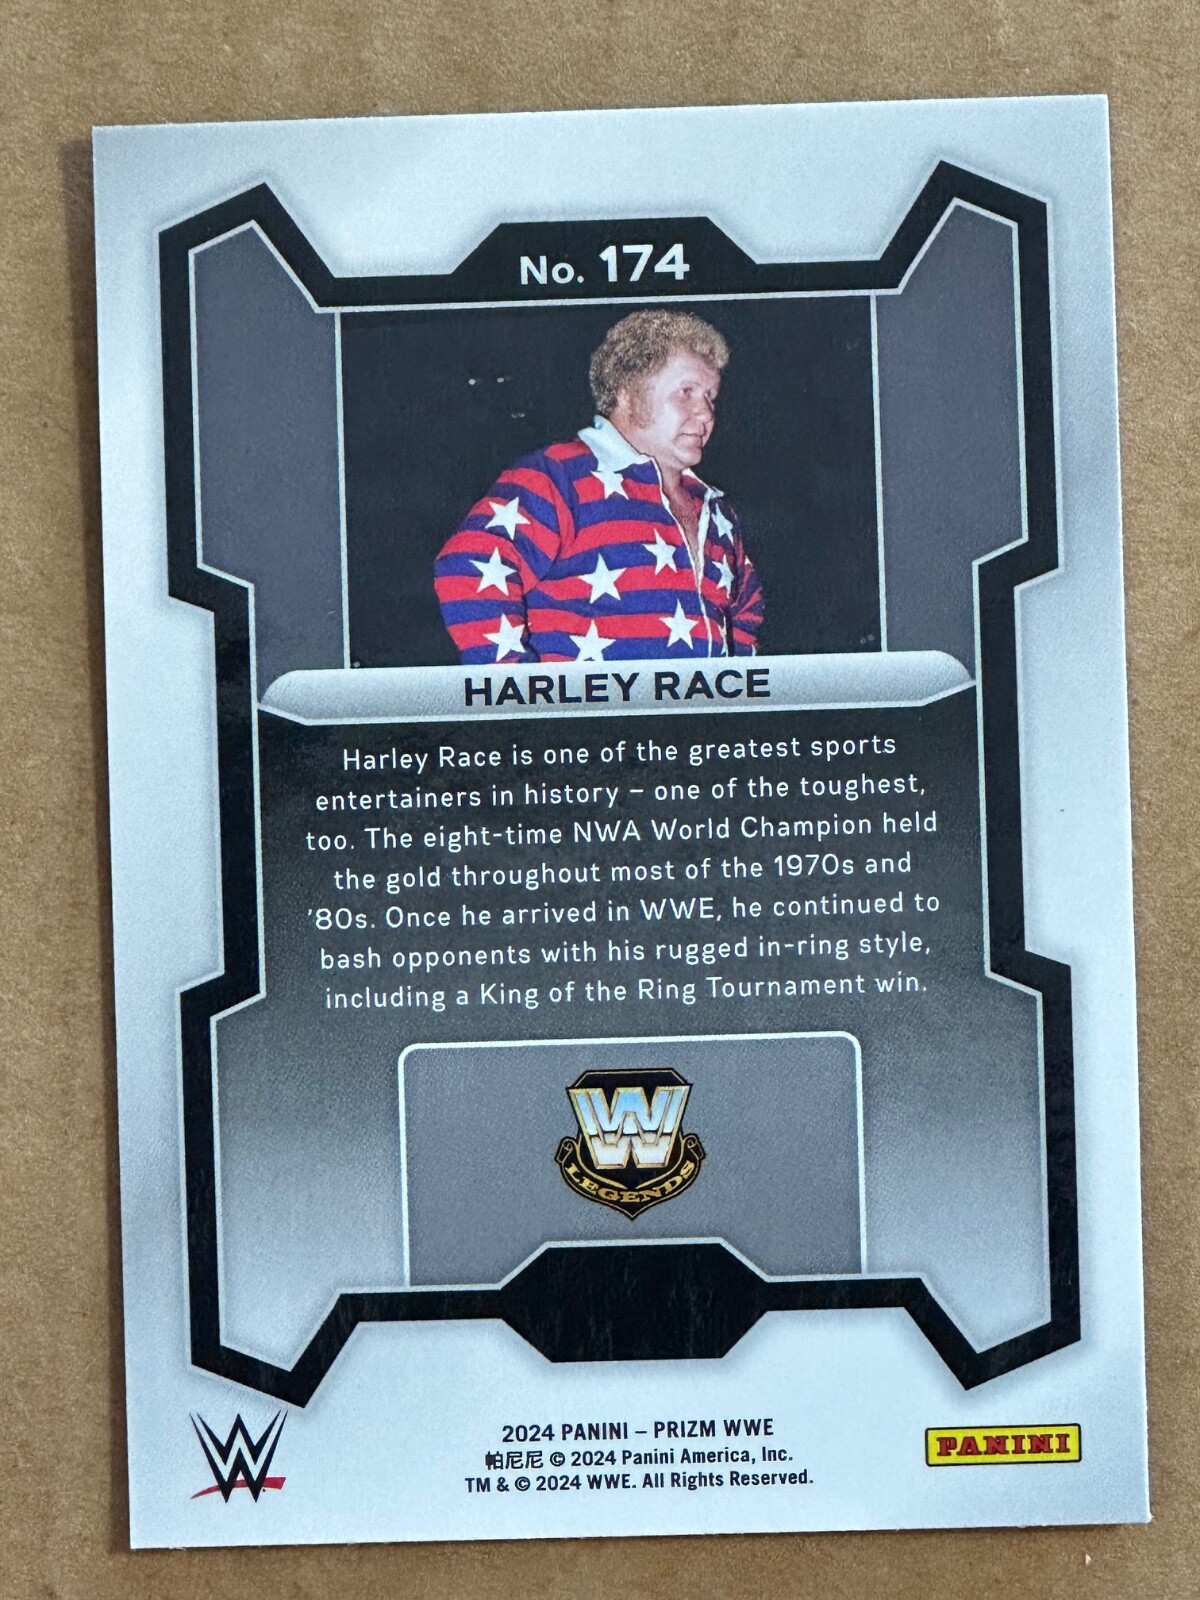 No. 174
HARLEY RACE
Harley Race is one of the greatest sports
entertainers in history – one of the toughest,
too. The eight-time NWA World Champion held
the gold throughout most of the 1970s and
'80s. Once he arrived in WWE, he continued to
bash opponents with his rugged in-ring style,
including a King of the Ring Tournament win.
W
LEGENDS
W
2024 PANINI – PRIZM WWE
帕尼尼 © 2024 Panini America, Inc.
TM & © 2024 WWE. All Rights Reserved.
PANINI